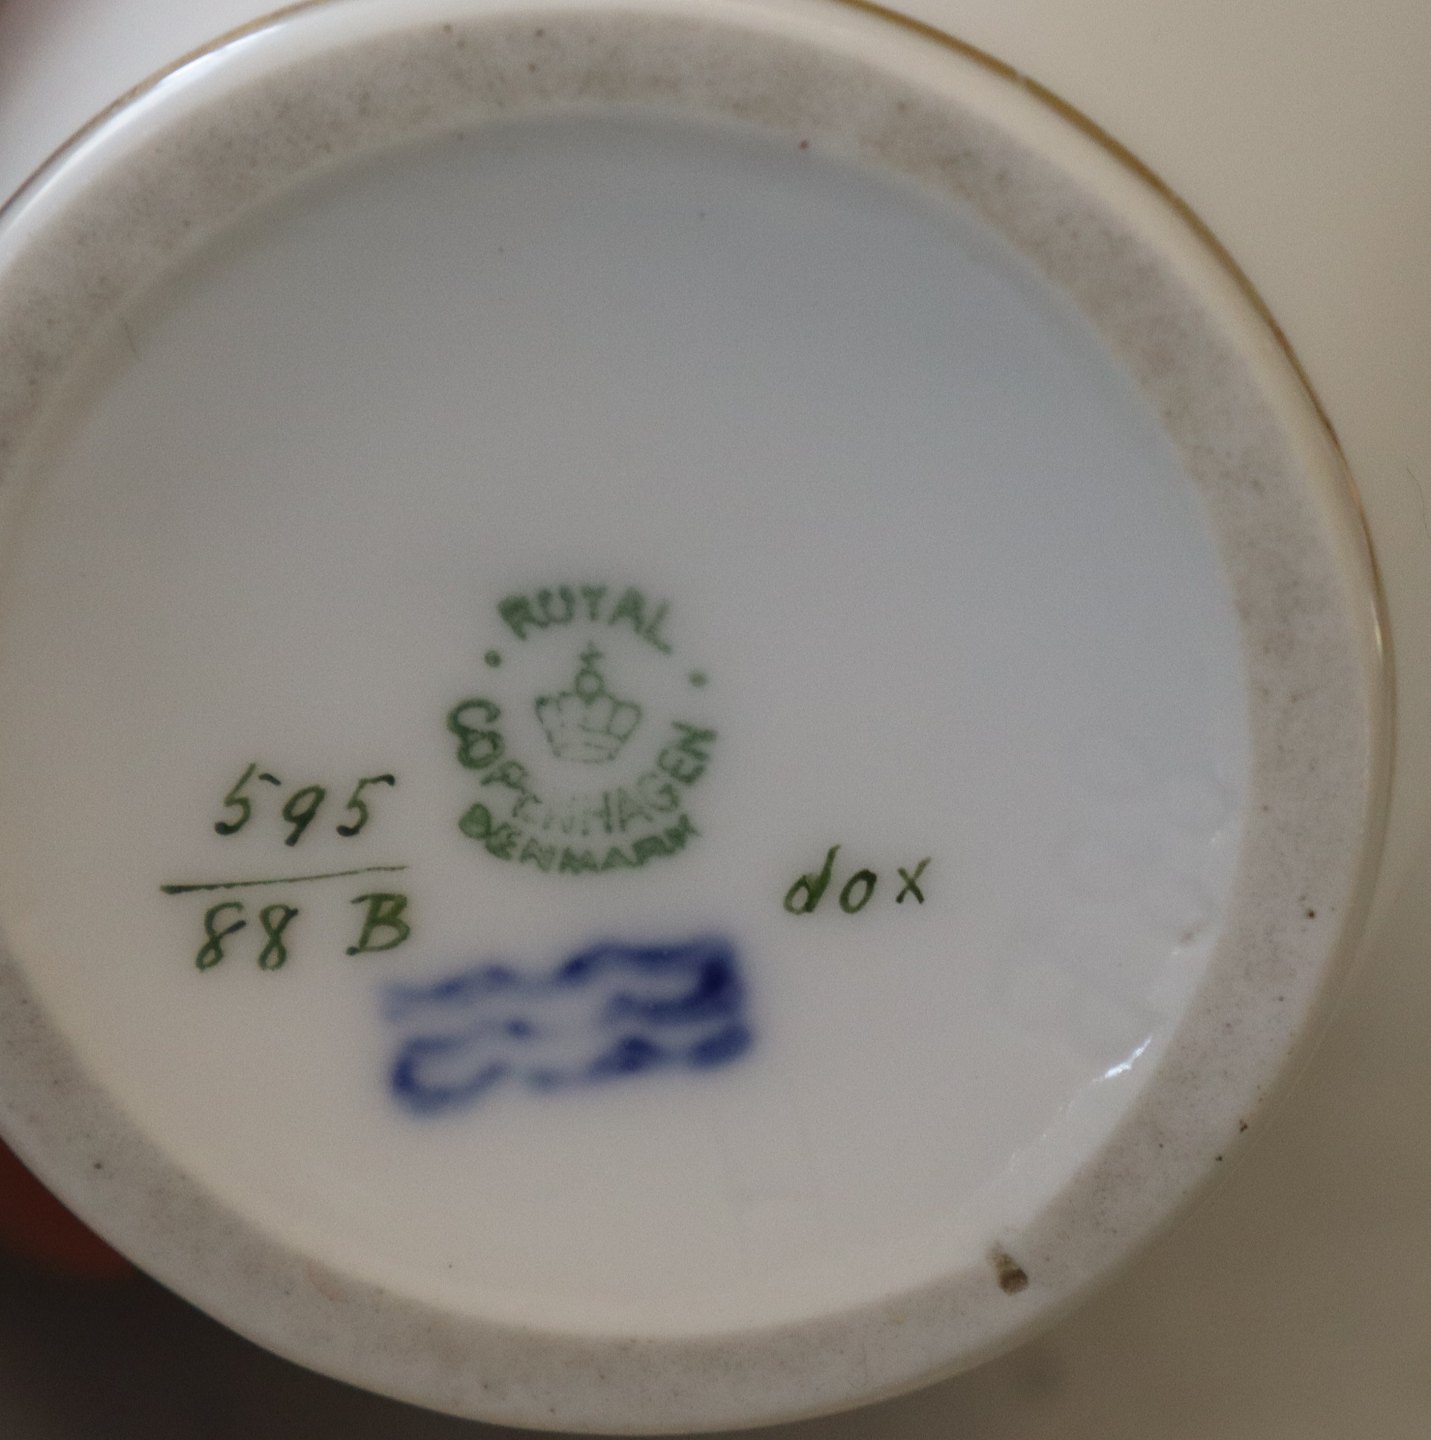 ROYAL
COPENHAGEN
DENMARK
595
88 B
dox